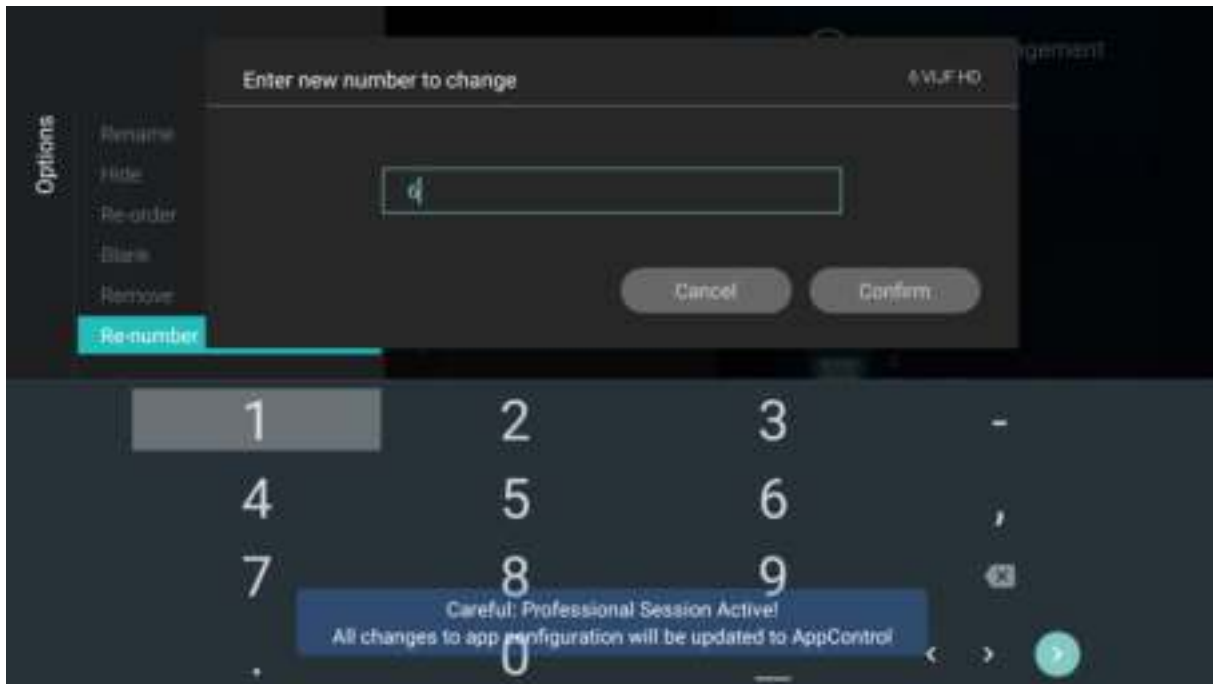 gement
Enter new number to change
6 VIJF HD
Options
Rename
Hide
Re-order
Blank
Remove
Re-number
6
Cancel
Confirm
1 2 3 -
4 5 6 ,
7 8 9
Careful: Professional Session Active!
All changes to app configuration will be updated to AppControl
. 0 _ < >